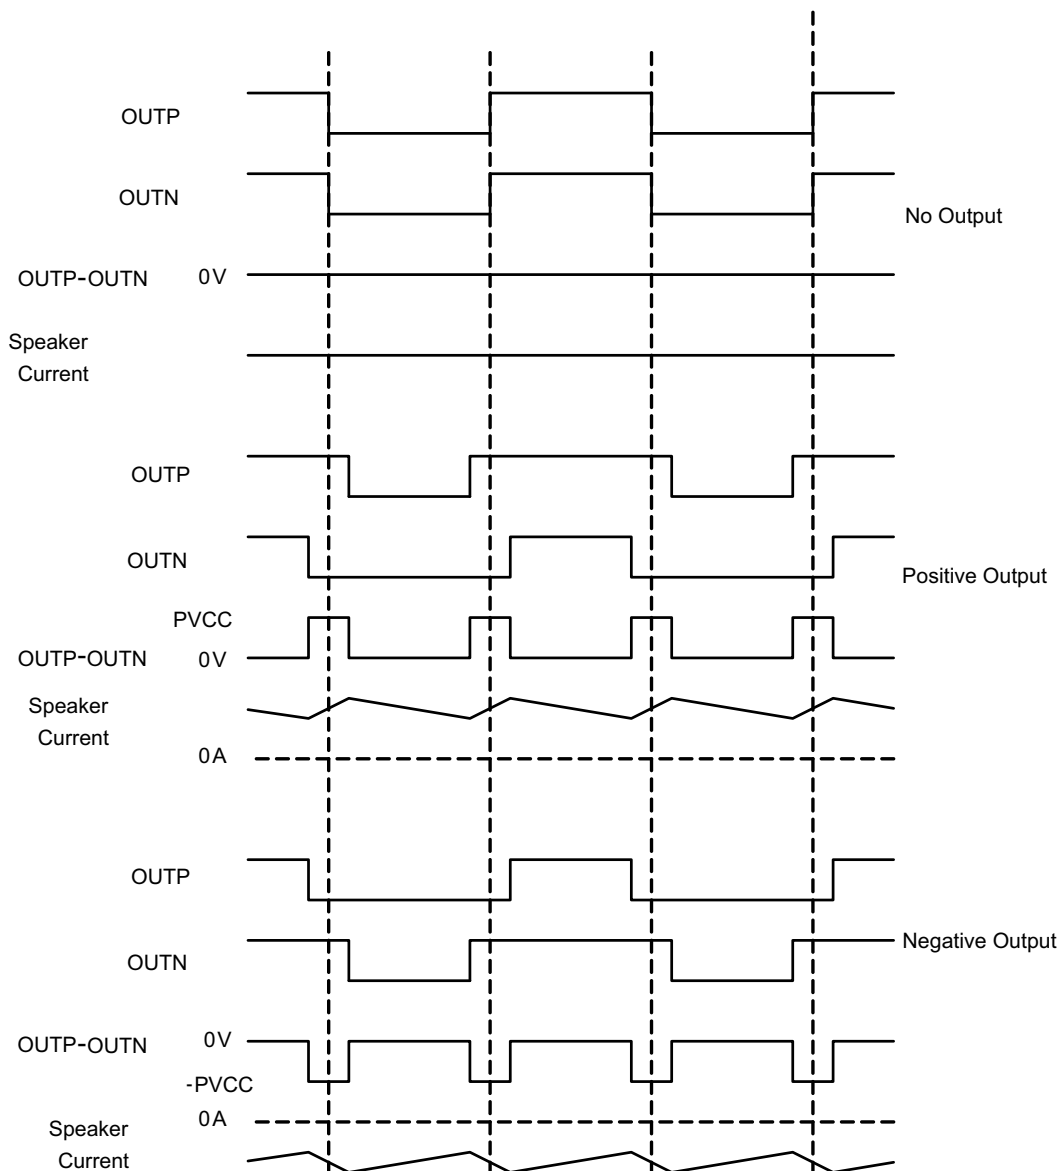 OUTP
OUTN
No Output
OUTP-OUTN 0V
Speaker
Current
OUTP
OUTN
Positive Output
PVCC
OUTP-OUTN 0V
Speaker
Current
0A
OUTP
Negative Output
OUTN
OUTP-OUTN 0V
-PVCC
0A
Speaker
Current